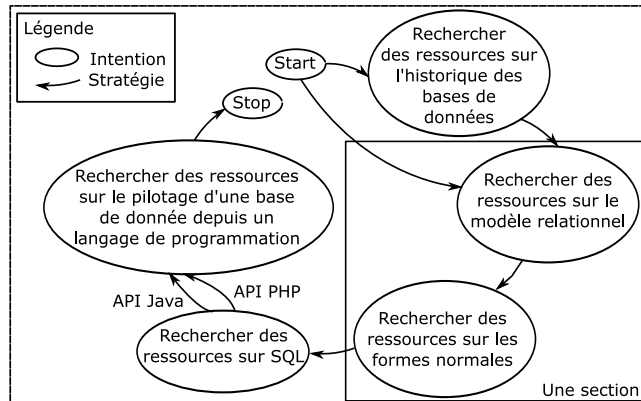 Légende
Intention
Stratégie
Start
Rechercher
des ressources sur
l'historique des
bases de
données
Stop
Rechercher des ressources
sur le pilotage d'une base
de donnée depuis un
langage de programmation
Rechercher des
ressources sur le
modèle relationnel
API Java
API PHP
Rechercher des
ressources sur SQL
Rechercher des
ressources sur les
formes normales
Une section